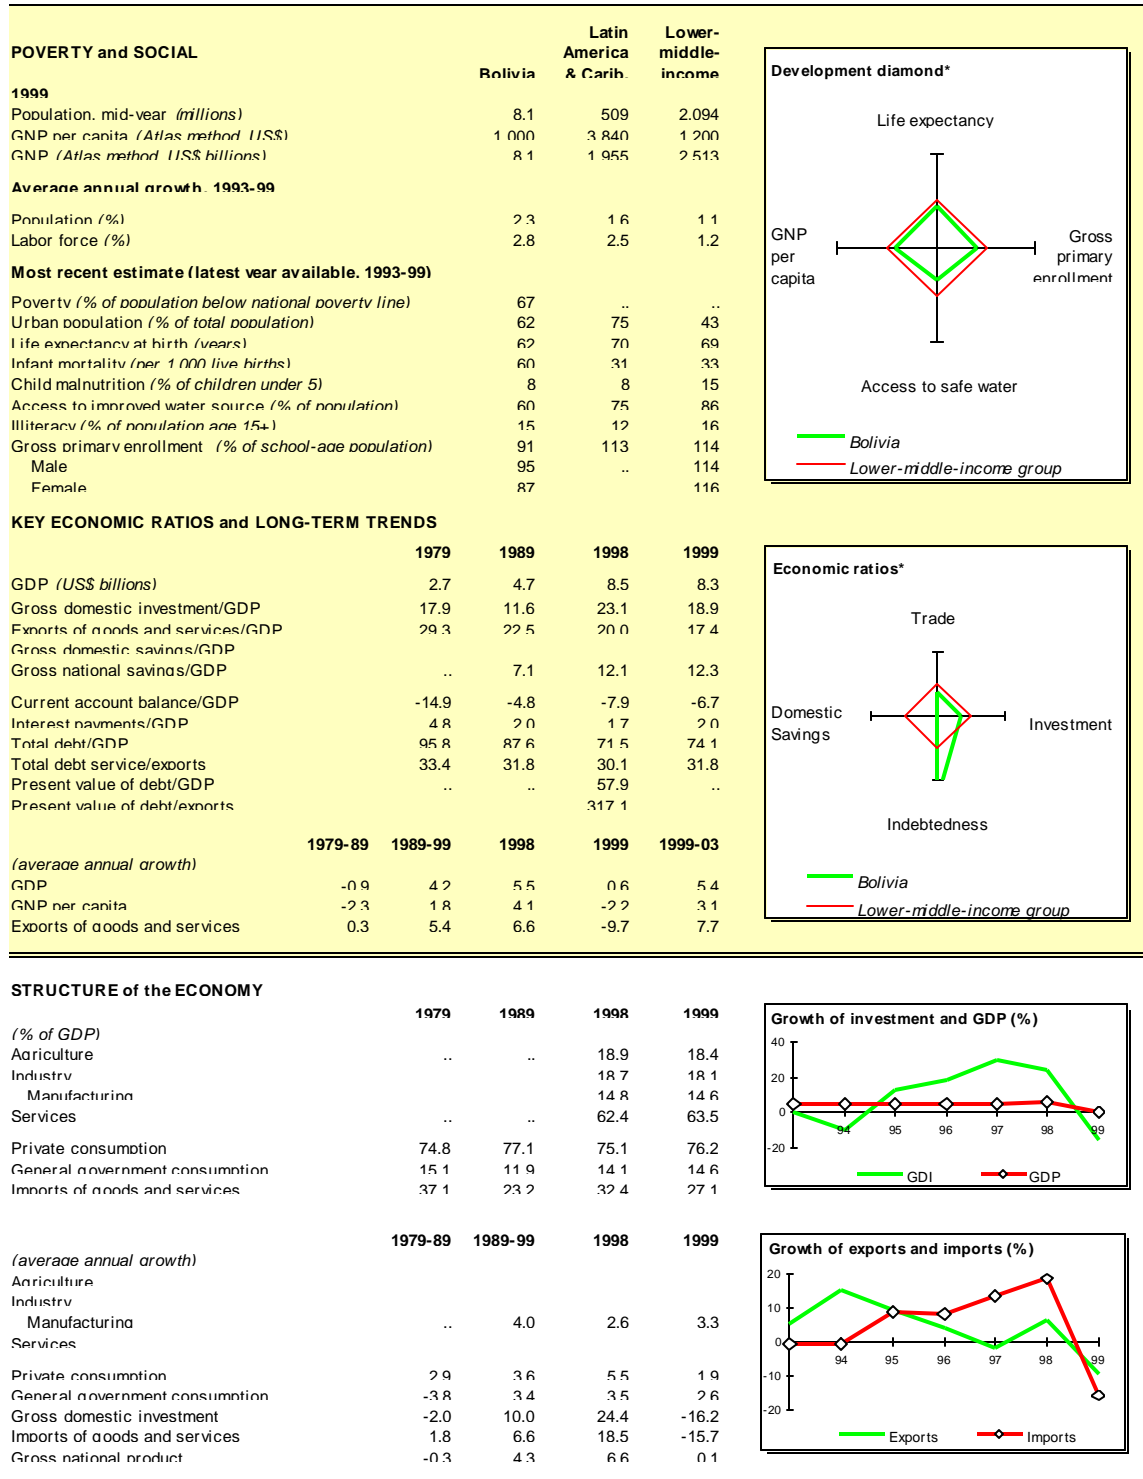 POVERTY and SOCIAL
Bolivia
Latin America & Carib.
Lower-middle-income
1999
Population, mid-year (millions) 8.1 509 2,094
GNP per capita (Atlas method, US$) 1,000 3,840 1,200
GNP (Atlas method, US$ billions) 8.1 1,955 2,513
Average annual growth, 1993-99
Population (%) 2.3 1.6 1.1
Labor force (%) 2.8 2.5 1.2
Most recent estimate (latest year available, 1993-99)
Poverty (% of population below national poverty line) 67 .. ..
Urban population (% of total population) 62 75 43
Life expectancy at birth (years) 62 70 69
Infant mortality (per 1,000 live births) 60 31 33
Child malnutrition (% of children under 5) 8 8 15
Access to improved water source (% of population) 60 75 86
Illiteracy (% of population age 15+) 15 12 16
Gross primary enrollment (% of school-age population) 91 113 114
Male 95 .. 114
Female 87 116
Development diamond*
Life expectancy
GNP per capita
Gross primary enrollment
Access to safe water
Bolivia
Lower-middle-income group
KEY ECONOMIC RATIOS and LONG-TERM TRENDS
1979 1989 1998 1999
GDP (US$ billions) 2.7 4.7 8.5 8.3
Gross domestic investment/GDP 17.9 11.6 23.1 18.9
Exports of goods and services/GDP 29.3 22.5 20.0 17.4
Gross domestic savings/GDP
Gross national savings/GDP .. 7.1 12.1 12.3
Current account balance/GDP -14.9 -4.8 -7.9 -6.7
Interest payments/GDP 4.8 2.0 1.7 2.0
Total debt/GDP 95.8 87.6 71.5 74.1
Total debt service/exports 33.4 31.8 30.1 31.8
Present value of debt/GDP .. .. 57.9 ..
Present value of debt/exports 317.1
1979-89 1989-99 1998 1999 1999-03
(average annual growth)
GDP -0.9 4.2 5.5 0.6 5.4
GNP per capita -2.3 1.8 4.1 -2.2 3.1
Exports of goods and services 0.3 5.4 6.6 -9.7 7.7
Economic ratios*
Trade
Domestic Savings
Investment
Indebtedness
Bolivia
Lower-middle-income group
STRUCTURE of the ECONOMY
1979 1989 1998 1999
(% of GDP)
Agriculture .. .. 18.9 18.4
Industry 18.7 18.1
Manufacturing 14.8 14.6
Services .. .. 62.4 63.5
Private consumption 74.8 77.1 75.1 76.2
General government consumption 15.1 11.9 14.1 14.6
Imports of goods and services 37.1 23.2 32.4 27.1
Growth of investment and GDP (%)
40
20
0
-20
94 95 96 97 98 99
GDI GDP
1979-89 1989-99 1998 1999
(average annual growth)
Agriculture
Industry
Manufacturing .. 4.0 2.6 3.3
Services
Private consumption 2.9 3.6 5.5 1.9
General government consumption -3.8 3.4 3.5 2.6
Gross domestic investment -2.0 10.0 24.4 -16.2
Imports of goods and services 1.8 6.6 18.5 -15.7
Gross national product -0.3 4.3 6.6 0.1
Growth of exports and imports (%)
20
10
0
-10
-20
94 95 96 97 98 99
Exports Imports